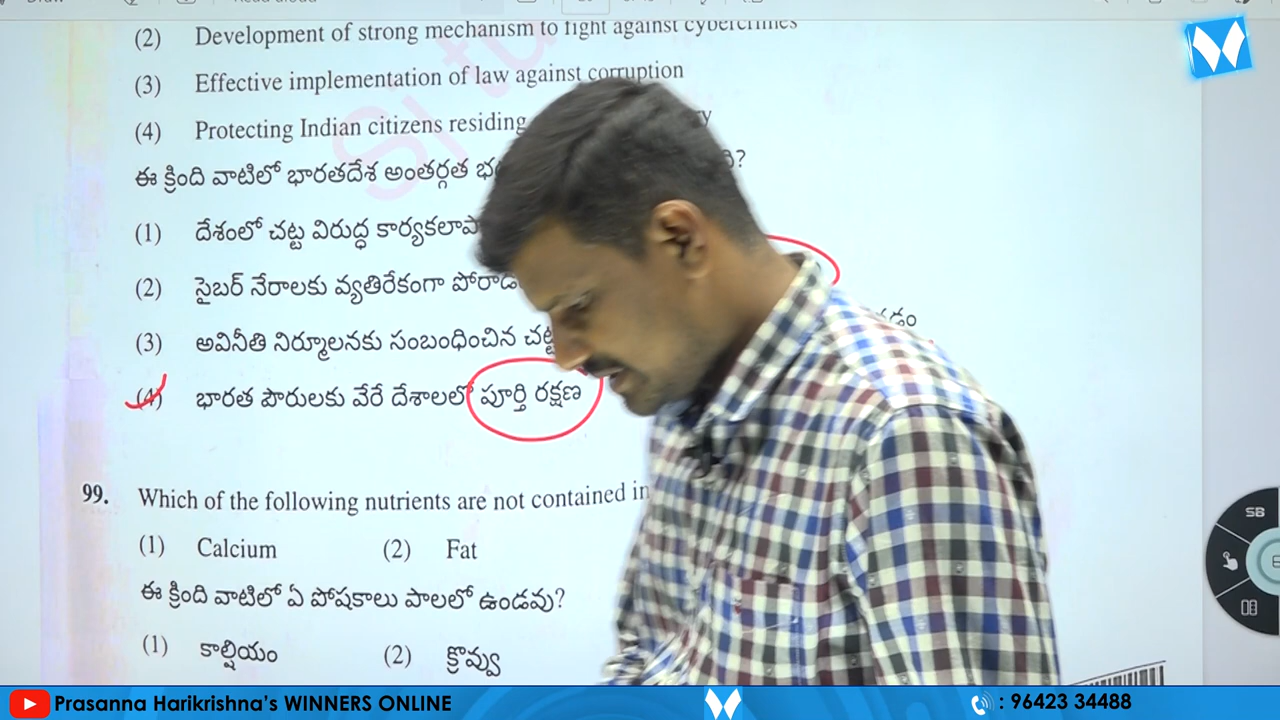 (2) Development of strong mechanism to fight against cybercrimes
(3) Effective implementation of law against corruption
(4) Protecting Indian citizens residing
ఈ క్రింది వాటిలో భారతదేశ అంతర్గత
(1) దేశంలో చట్ట విరుద్ధ
(2) సైబర్ నేరాలకు వ్యతిరేకంగా
(3) అవినీతి నిర్మూలనకు సంబంధించిన
(4) భారత పౌరులకు వేరే దేశాలలో పూర్తి రక్షణ
99. Which of the following nutrients are not contained in
(1) Calcium (2) Fat
ఈ క్రింది వాటిలో ఏ పోషకాలు పాలలో ఉండవు?
(1) కాల్షియం (2) క్రొవ్వు
SB
Prasanna Harikrishna's WINNERS ONLINE : 96423 34488